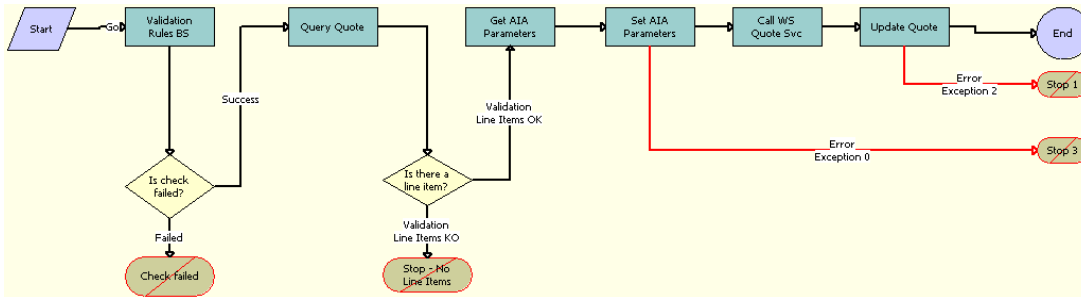 Start
Go
Validation
Rules BS
Query Quote
Get AIA
Parameters
Set AIA
Parameters
Call WS
Quote Svc
Update Quote
End
Error
Exception 2
Stop 1
Success
Validation
Line Items OK
Error
Exception 0
Stop 3
Is check
failed?
Is there a
line item?
Failed
Validation
Line Items KO
Check failed
Stop - No
Line Items